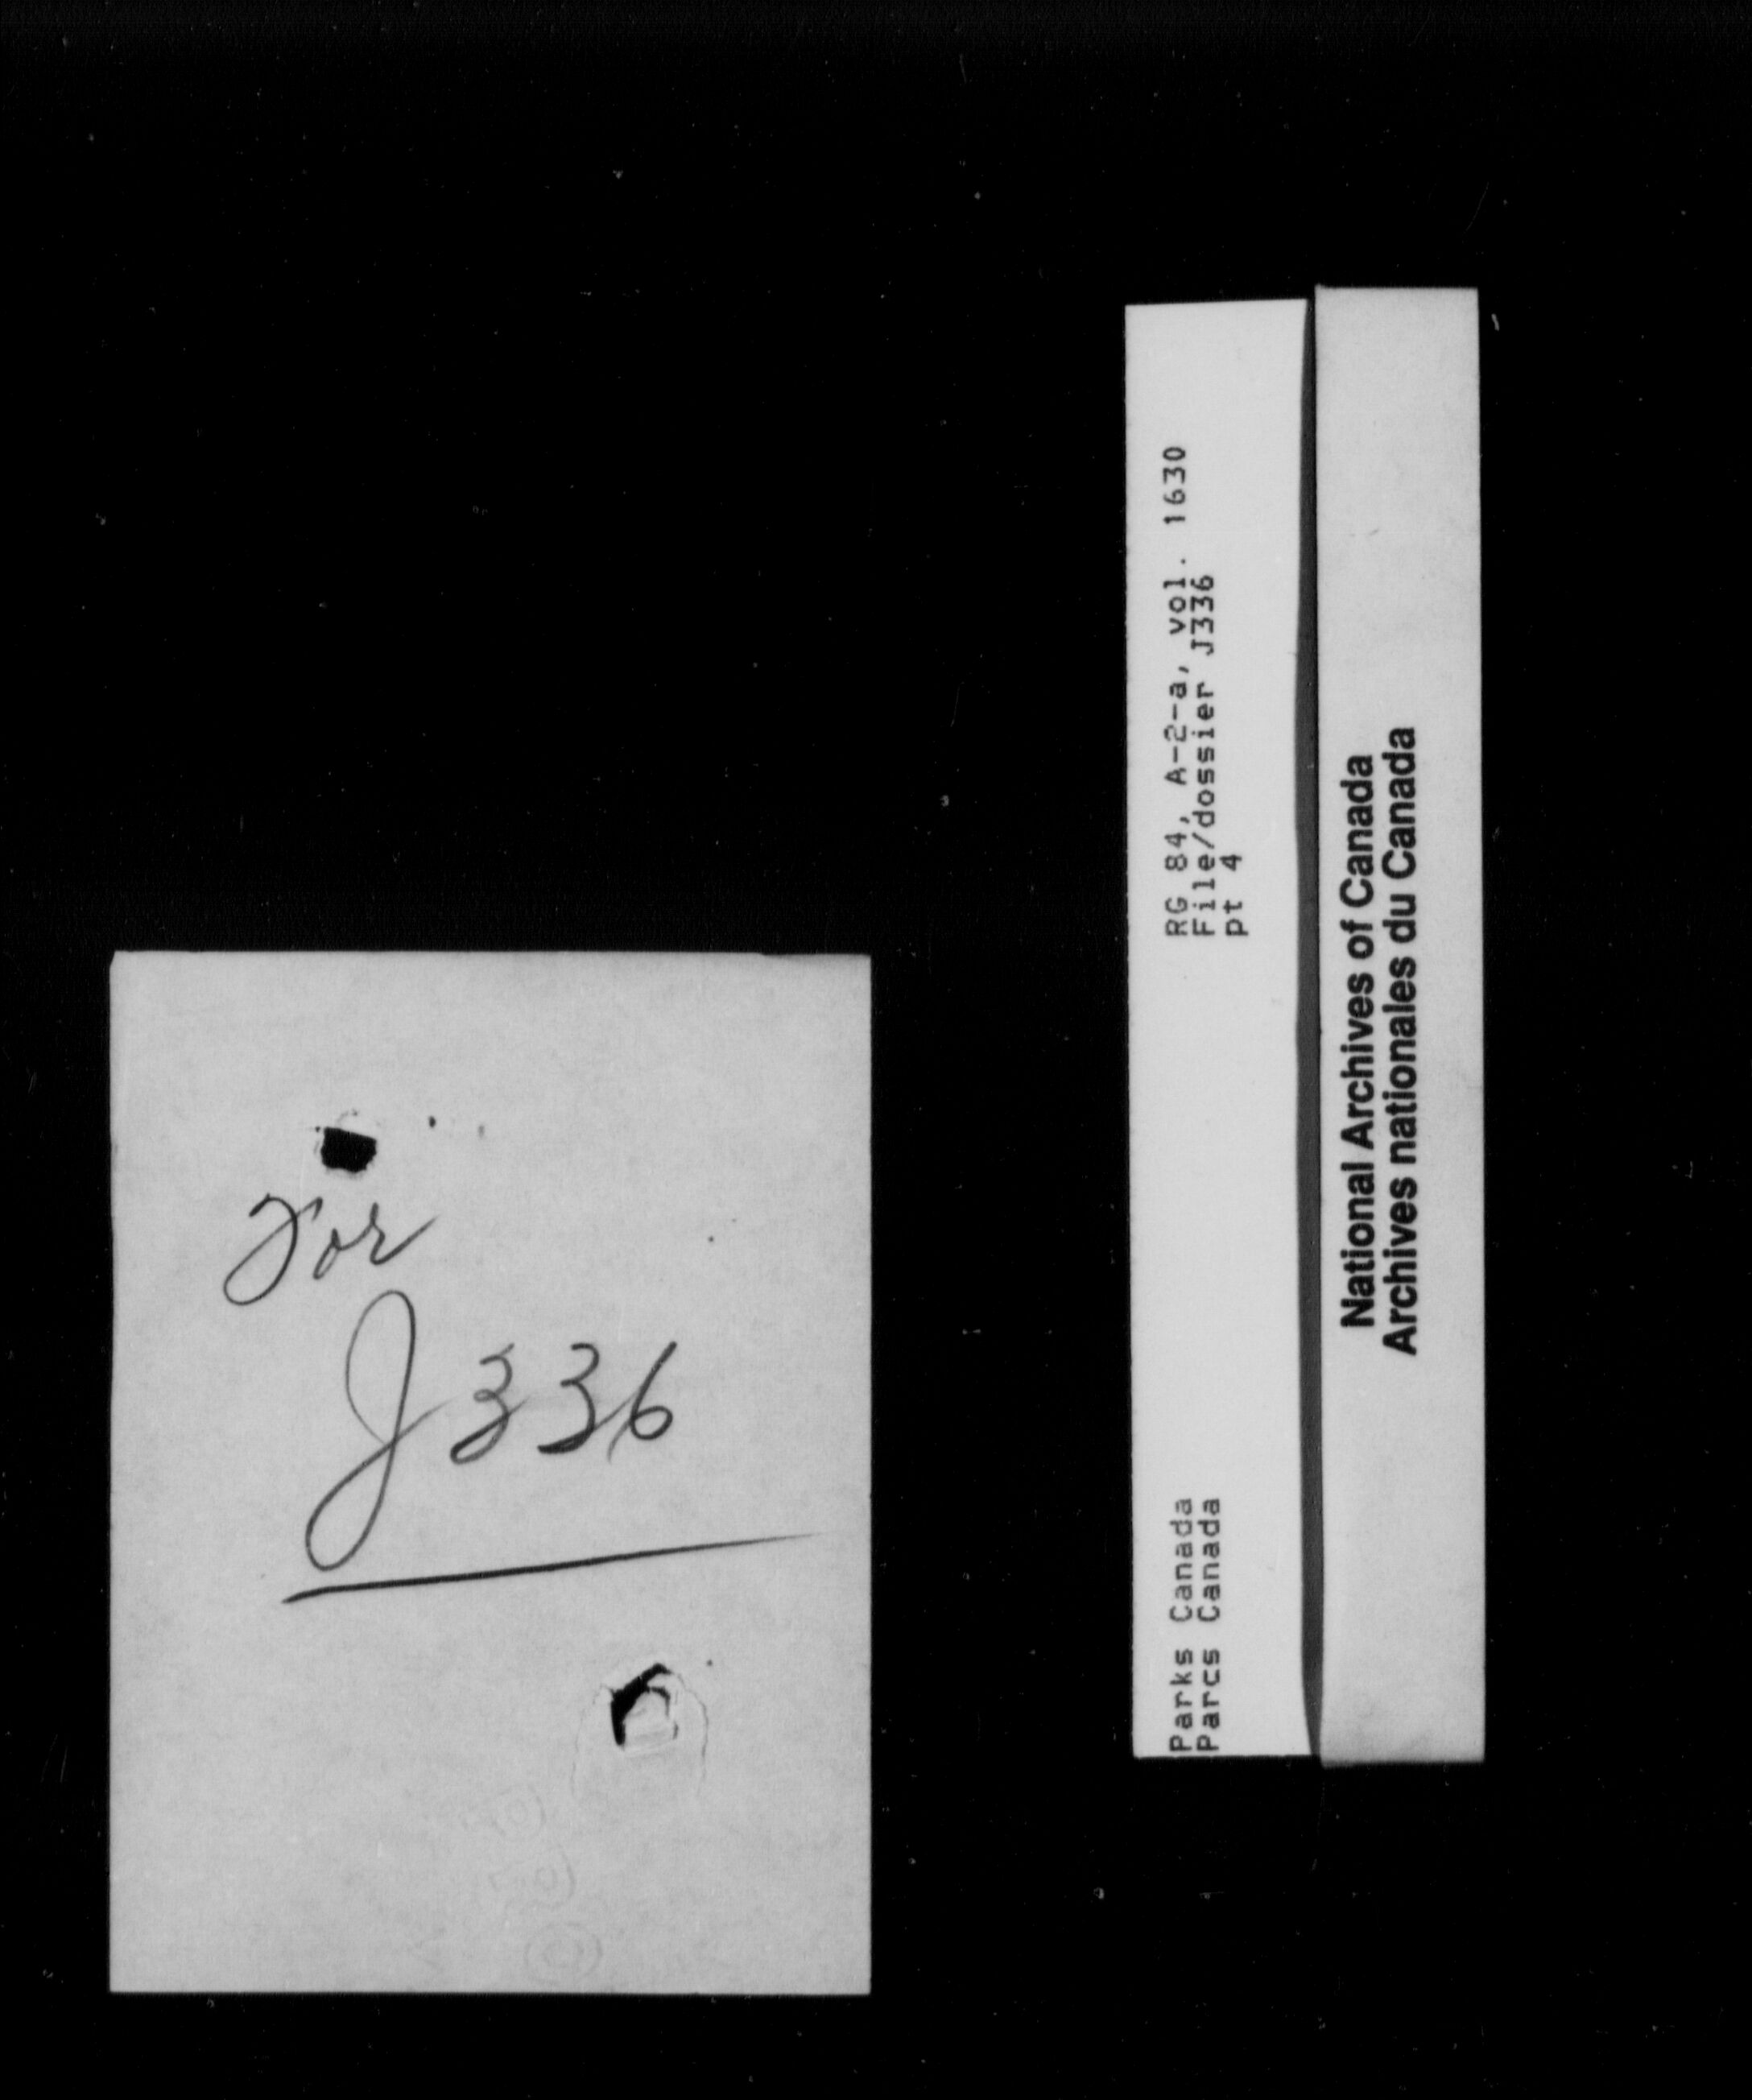 For
J336
Parks Canada
Parcs Canada
RG 84, A-2-a, vol. 1630
File/dossier J336
pt 4
National Archives of Canada
Archives nationales du Canada